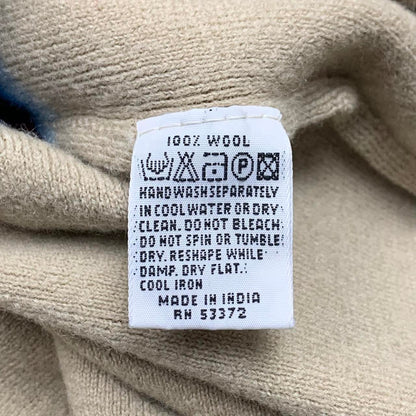 100% WOOL
P
HAND WASH SEPARATELY
IN COOL WATER OR DRY
CLEAN. DO NOT BLEACH.
DO NOT SPIN OR TUMBLE
DRY. RESHAPE WHILE
DAMP. DRY FLAT.
COOL IRON
MADE IN INDIA
RN 53372